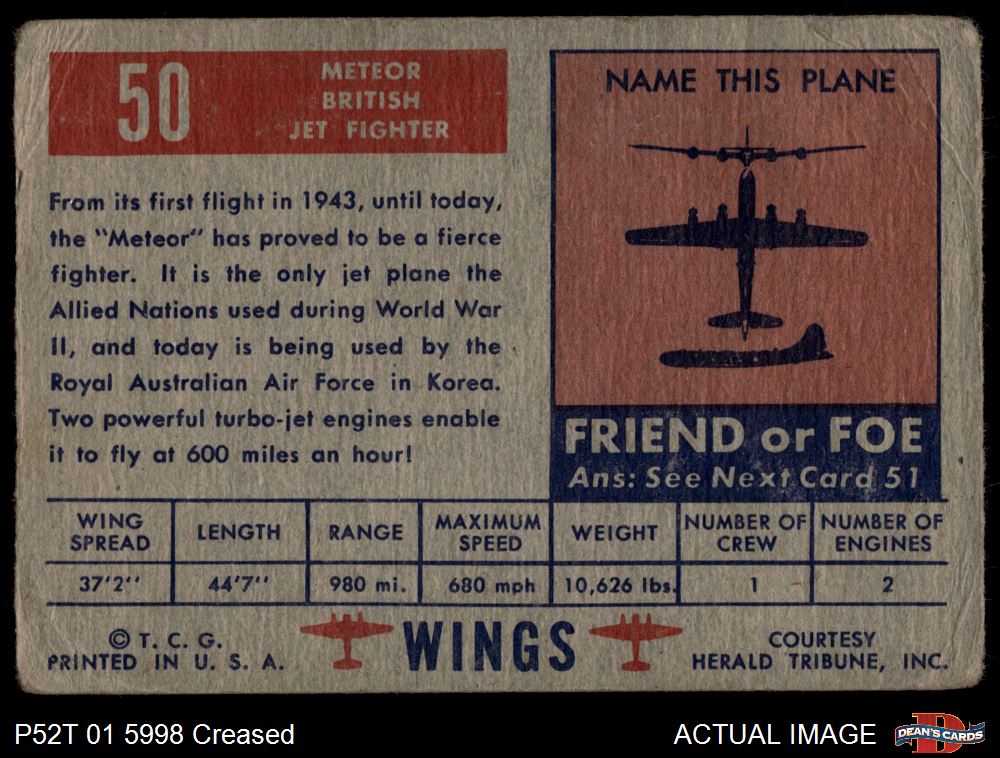 50
METEOR
BRITISH
JET FIGHTER
From its first flight in 1943, until today,
the "Meteor" has proved to be a fierce
fighter. It is the only jet plane the
Allied Nations used during World War
II, and today is being used by the
Royal Australian Air Force in Korea.
Two powerful turbo-jet engines enable
it to fly at 600 miles an hour!
NAME THIS PLANE
FRIEND or FOE
Ans: See Next Card 51
WING SPREAD LENGTH RANGE MAXIMUM SPEED WEIGHT NUMBER OF CREW NUMBER OF ENGINES
37'2'' 44'7'' 980 mi. 680 mph 10,626 lbs. 1 2
© T. C. G.
PRINTED IN U. S. A.
WINGS
COURTESY
HERALD TRIBUNE, INC.
P52T 01 5998 Creased
ACTUAL IMAGE
D
DEAN'S CARDS